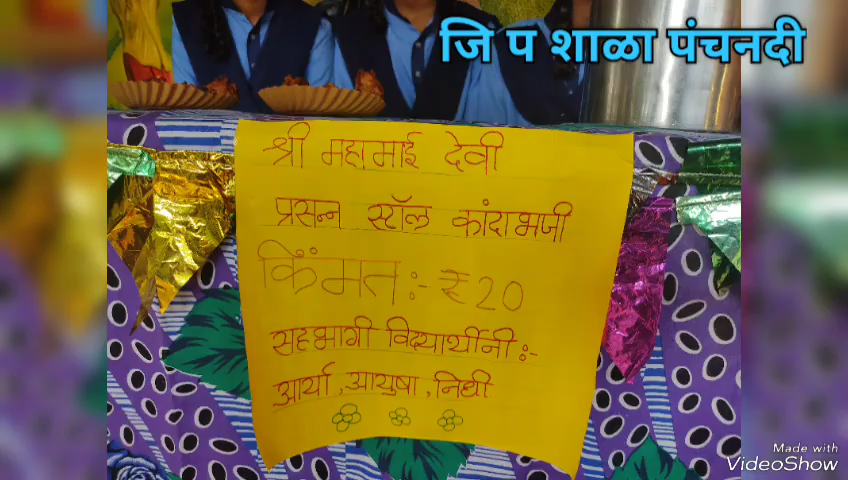 जि प शाळा पंचनदी
श्री महामाई देवी
प्रसन्न स्टॉल कांदाभजी
किंमत :- ₹ 20
सहभागी विद्यार्थीनी :-
आर्या , आयुषा , निधी
Made with
VideoShow